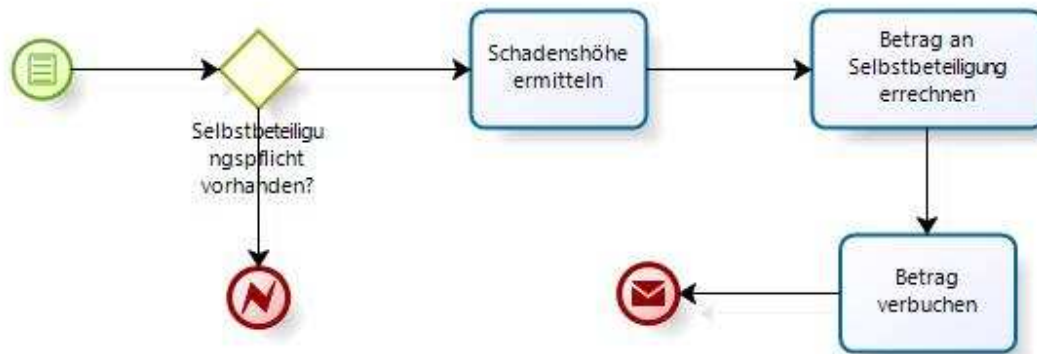 Selbstbeteiligu
ngspflicht
vorhanden?
Schadenshöhe
ermitteln
Betrag an
Selbstbeteiligung
errechnen
Betrag
verbuchen